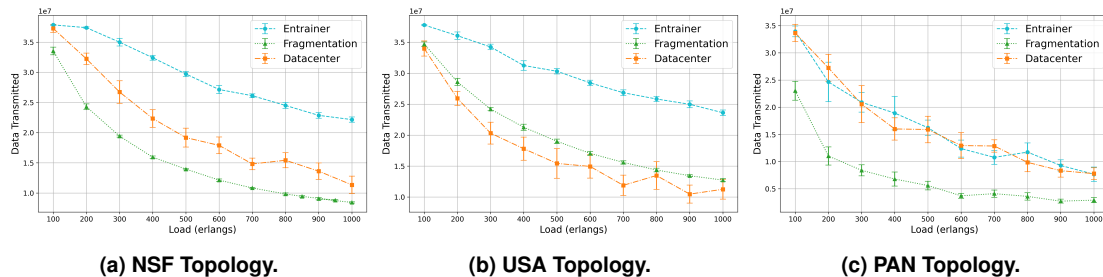 1e7
Entrainer
Fragmentation
Datacenter
3.5
3.0
2.5
2.0
1.5
1.0
Data Transmitted
100 200 300 400 500 600 700 800 900 1000
Load (erlangs)
(a) NSF Topology.
1e7
Entrainer
Fragmentation
Datacenter
3.5
3.0
2.5
2.0
1.5
1.0
Data Transmitted
100 200 300 400 500 600 700 800 900 1000
Load (erlangs)
(b) USA Topology.
1e7
Entrainer
Fragmentation
Datacenter
3.5
3.0
2.5
2.0
1.5
1.0
0.5
Data Transmitted
100 200 300 400 500 600 700 800 900 1000
Load (erlangs)
(c) PAN Topology.